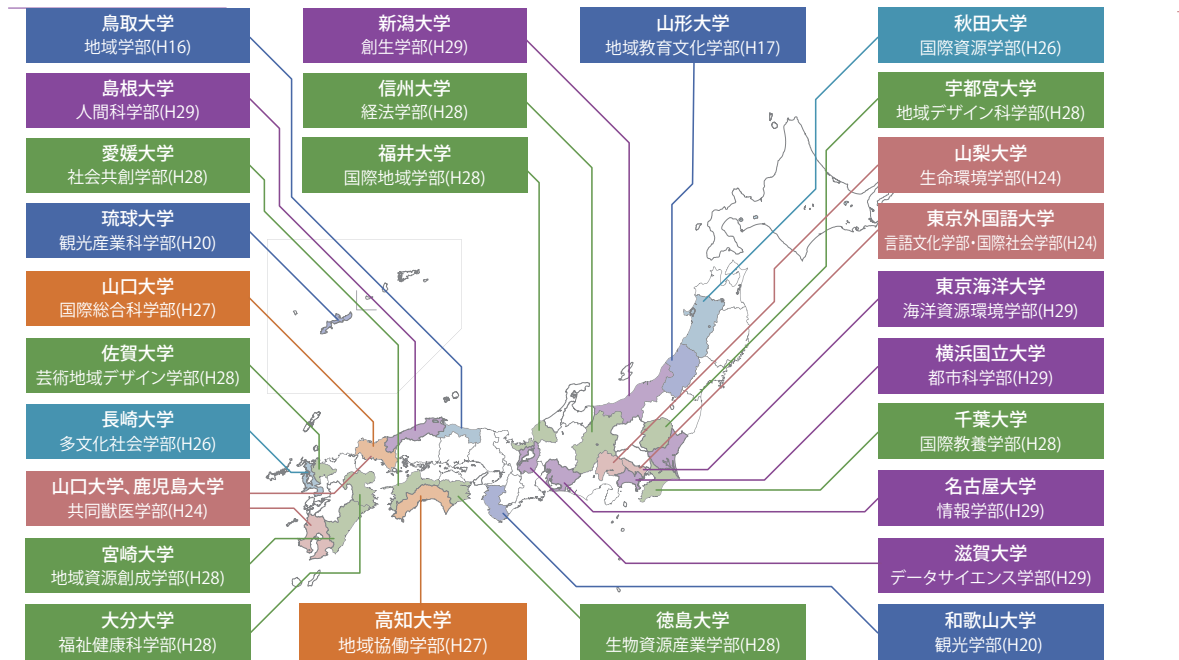 鳥取大学
地域学部(H16)
新潟大学
創生学部(H29)
山形大学
地域教育文化学部(H17)
秋田大学
国際資源学部(H26)
島根大学
人間科学部(H29)
信州大学
経法学部(H28)
宇都宮大学
地域デザイン科学部(H28)
愛媛大学
社会共創学部(H28)
福井大学
国際地域学部(H28)
山梨大学
生命環境学部(H24)
琉球大学
観光産業科学部(H20)
東京外国語大学
言語文化学部・国際社会学部(H24)
山口大学
国際総合科学部(H27)
東京海洋大学
海洋資源環境学部(H29)
佐賀大学
芸術地域デザイン学部(H28)
横浜国立大学
都市科学部(H29)
長崎大学
多文化社会学部(H26)
千葉大学
国際教養学部(H28)
山口大学、鹿児島大学
共同獣医学部(H24)
名古屋大学
情報学部(H29)
宮崎大学
地域資源創成学部(H28)
滋賀大学
データサイエンス学部(H29)
大分大学
福祉健康科学部(H28)
高知大学
地域協働学部(H27)
徳島大学
生物資源産業学部(H28)
和歌山大学
観光学部(H20)